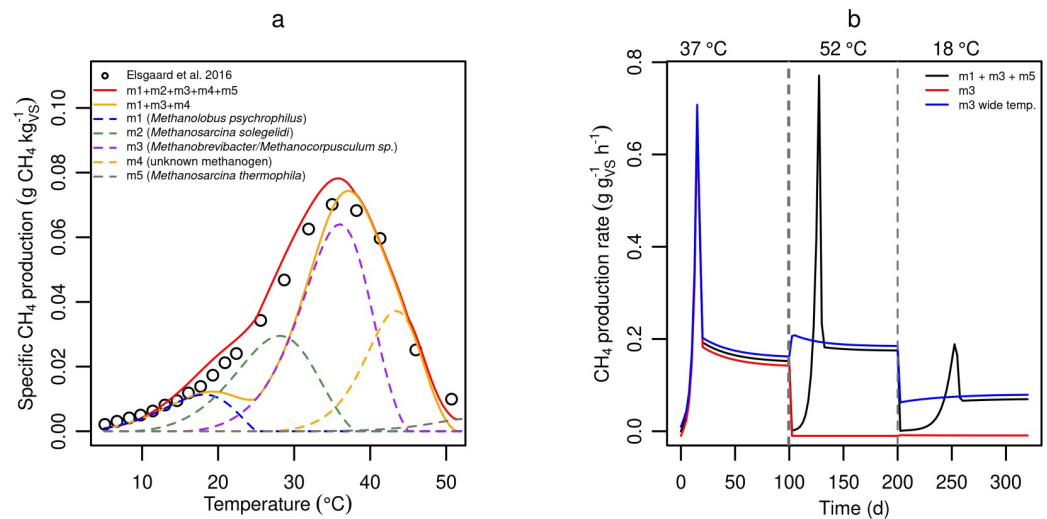 a
Elsgaard et al. 2016
m1+m2+m3+m4+m5
m1+m3+m4
m1 (Methanolobus psychrophilus)
m2 (Methanosarcina solegelidi)
m3 (Methanobrevibacter/Methanocorpusculum sp.)
m4 (unknown methanogen)
m5 (Methanosarcina thermophila)
Specific CH4 production (g CH4 kgVS-1)
0.00
0.02
0.04
0.06
0.08
0.10
10 20 30 40 50
Temperature (°C)
b
37 °C 52 °C 18 °C
m1 + m3 + m5
m3
m3 wide temp.
CH4 production rate (g gVS-1 h-1)
0.0
0.2
0.4
0.6
0.8
0 50 100 150 200 250 300
Time (d)